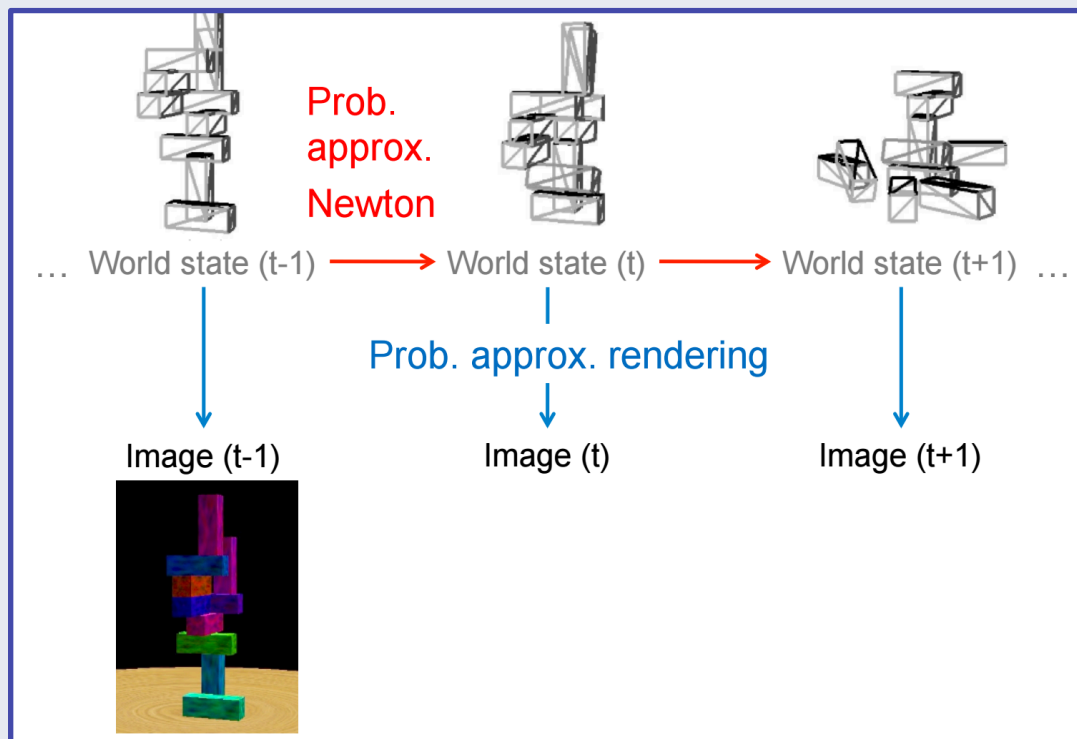 Prob.
approx.
Newton
… World state (t-1) World state (t) World state (t+1) …
Prob. approx. rendering
Image (t-1) Image (t) Image (t+1)